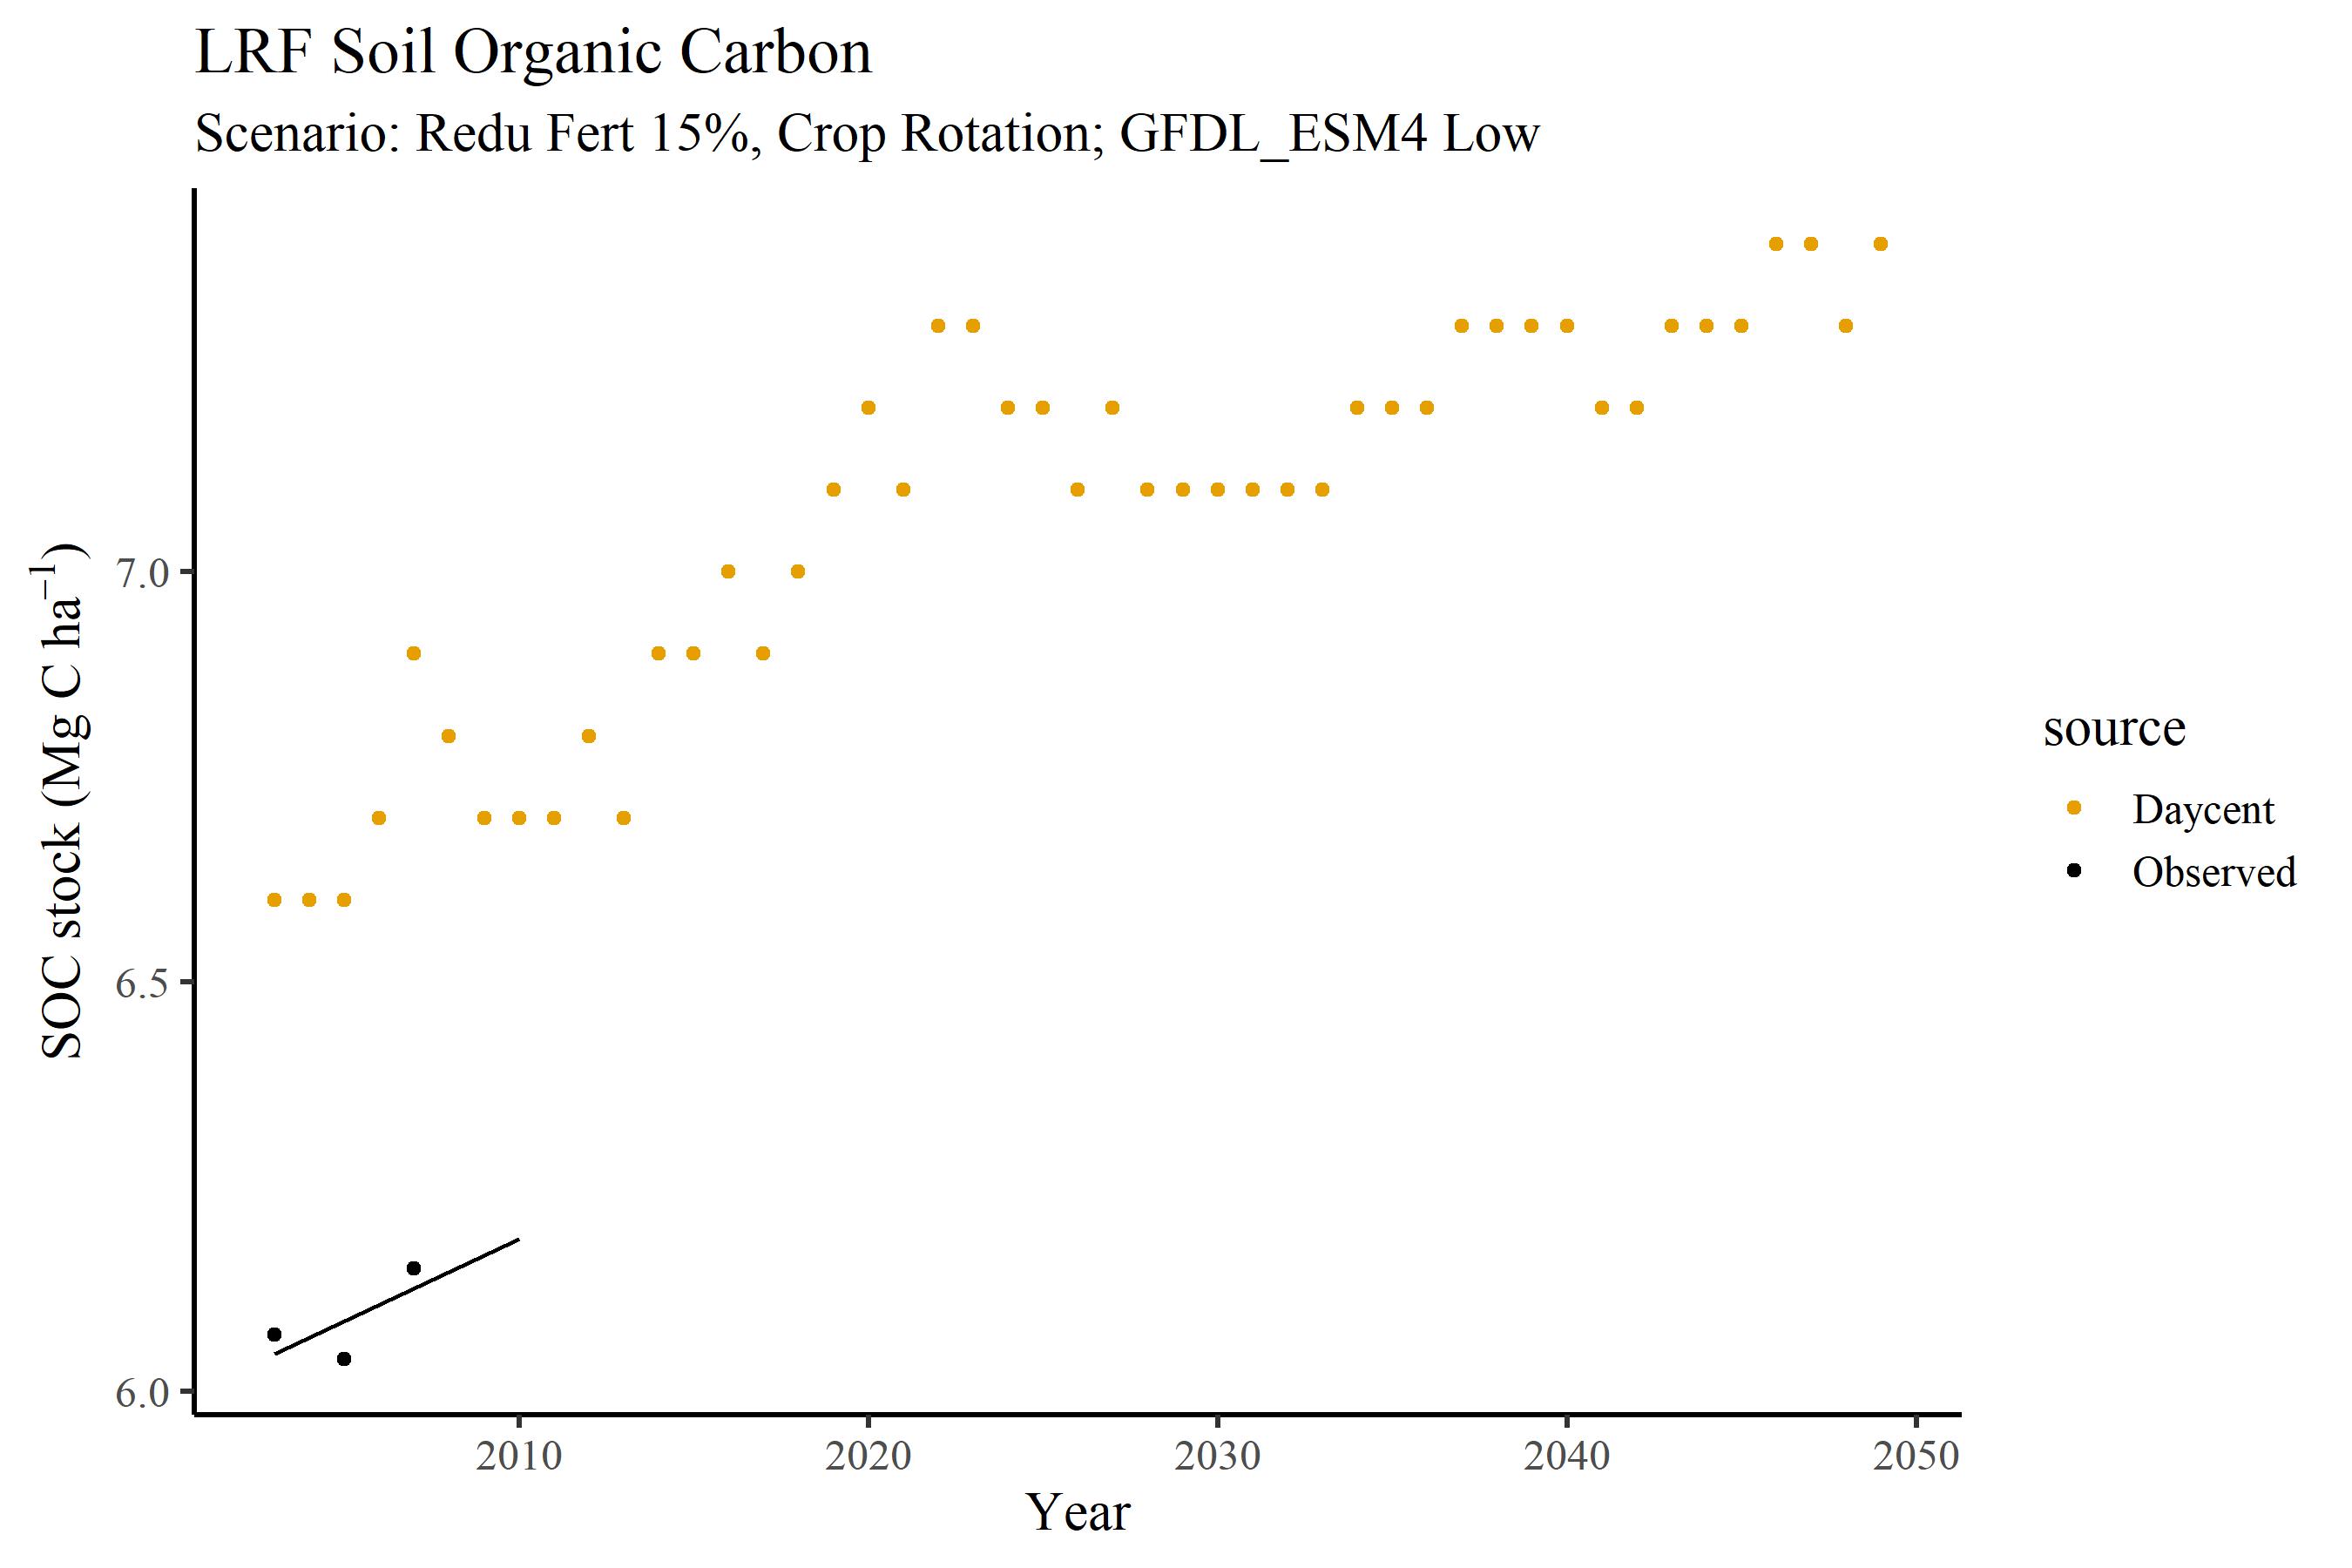 LRF Soil Organic Carbon
Scenario: Redu Fert 15%, Crop Rotation; GFDL_ESM4 Low
SOC stock (Mg C ha⁻¹)
7.0
6.5
6.0
2010
2020
2030
2040
2050
Year
source
Daycent
Observed